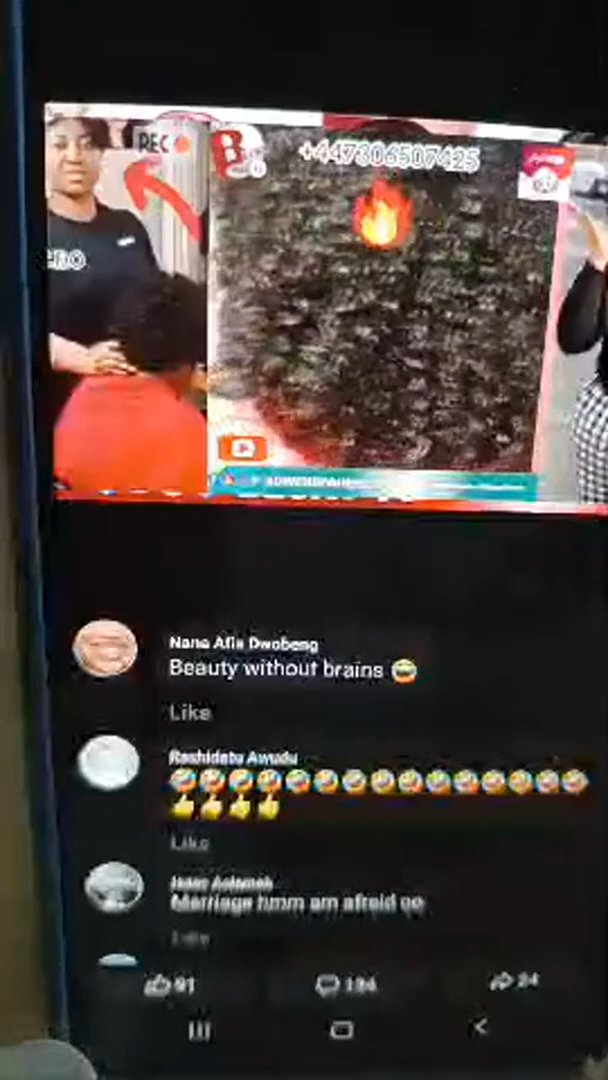 REC
+447306507425
Nana Afia Dwobeng
Beauty without brains 😂
Like
Rashidatu Awudu
🤣🤣🤣🤣🤣🤣🤣🤣🤣🤣🤣🤣🤣🤣
👍👍👍👍
Like
Marriage hmm am afraid oo
Like
91
24